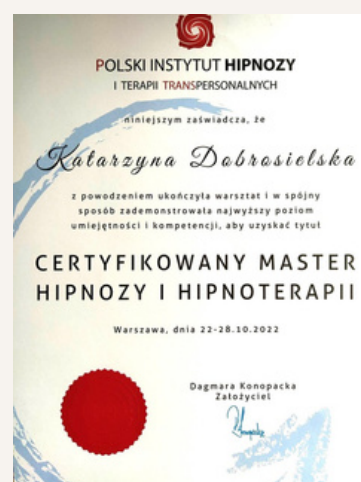 POLSKI INSTYTUT HIPNOZY
I TERAPII TRANSPERSONALNYCH
niniejszym zaświadcza, że
Katarzyna Dobrosielska
z powodzeniem ukończyła warsztat i w spójny
sposób zademonstrowała najwyższy poziom
umiejętności i kompetencji, aby uzyskać tytuł
CERTYFIKOWANY MASTER
HIPNOZY I HIPNOTERAPII
Warszawa, dnia 22-28.10.2022
Dagmara Konopacka
Założyciel